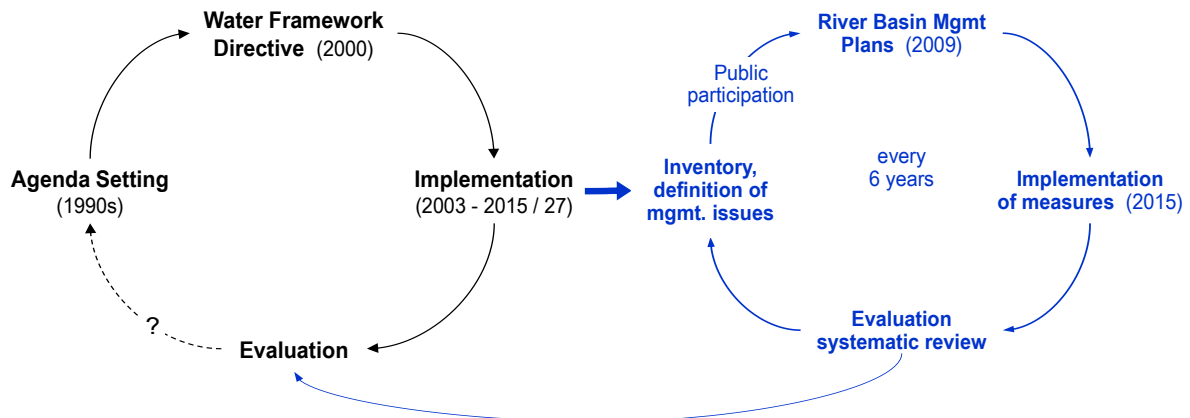 Water Framework
Directive (2000)
Agenda Setting
(1990s)
Implementation
(2003 - 2015 / 27)
?
Evaluation
River Basin Mgmt
Plans (2009)
Public
participation
every
6 years
Inventory,
definition of
mgmt. issues
Implementation
of measures (2015)
Evaluation
systematic review